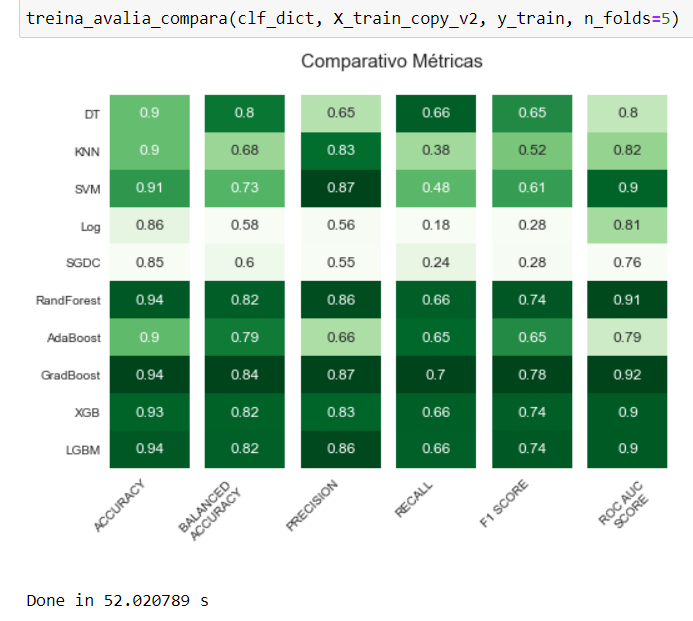 treina_avalia_compara(clf_dict, X_train_copy_v2, y_train, n_folds=5)
Comparativo Métricas
DT 0.9 0.8 0.65 0.66 0.65 0.8
KNN 0.9 0.68 0.83 0.38 0.52 0.82
SVM 0.91 0.73 0.87 0.48 0.61 0.9
Log 0.86 0.58 0.56 0.18 0.28 0.81
SGDC 0.85 0.6 0.55 0.24 0.28 0.76
RandForest 0.94 0.82 0.86 0.66 0.74 0.91
AdaBoost 0.9 0.79 0.66 0.65 0.65 0.79
GradBoost 0.94 0.84 0.87 0.7 0.78 0.92
XGB 0.93 0.82 0.83 0.66 0.74 0.9
LGBM 0.94 0.82 0.86 0.66 0.74 0.9
ACCURACY
BALANCED
ACCURACY
PRECISION
RECALL
F1 SCORE
ROC AUC
SCORE
Done in 52.020789 s